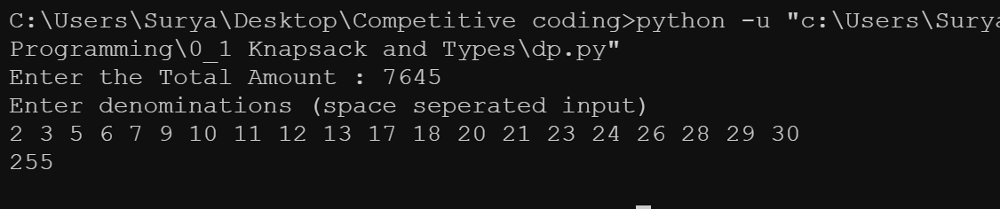 C:\Users\Surya\Desktop\Competitive coding>python -u "c:\Users\Surya
Programming\0_1 Knapsack and Types\dp.py"
Enter the Total Amount : 7645
Enter denominations (space seperated input)
2 3 5 6 7 9 10 11 12 13 17 18 20 21 23 24 26 28 29 30
255